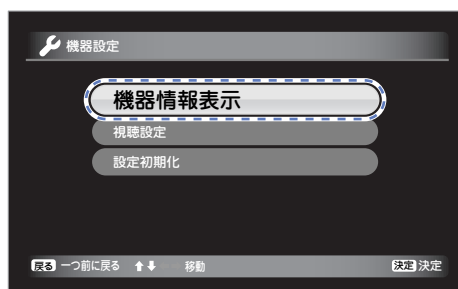 機器設定
機器情報表示
視聴設定
設定初期化
戻る 一つ前に戻る 移動 決定 決定